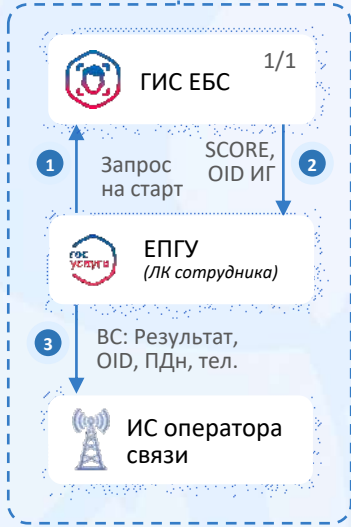 1/1
ГИС ЕБС
1
Запрос
на старт
SCORE,
OID ИГ
2
гос
услуги
ЕПГУ
(ЛК сотрудника)
3
ВС: Результат,
OID, ПДн, тел.
ИС оператора
связи